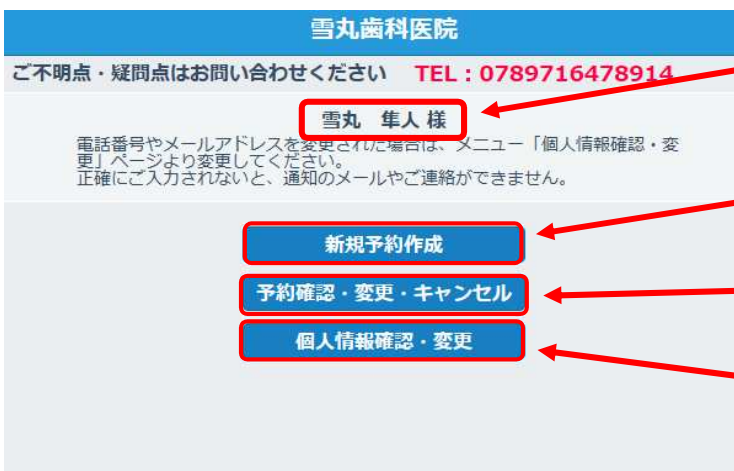 雪丸歯科医院
ご不明点・疑問点はお問い合わせください TEL:0789716478914
雪丸 隼人 様
電話番号やメールアドレスを変更された場合は、メニュー「個人情報確認・変
更」ページより変更してください。
正確にご入力されないと、通知のメールやご連絡ができません。
新規予約作成
予約確認・変更・キャンセル
個人情報確認・変更